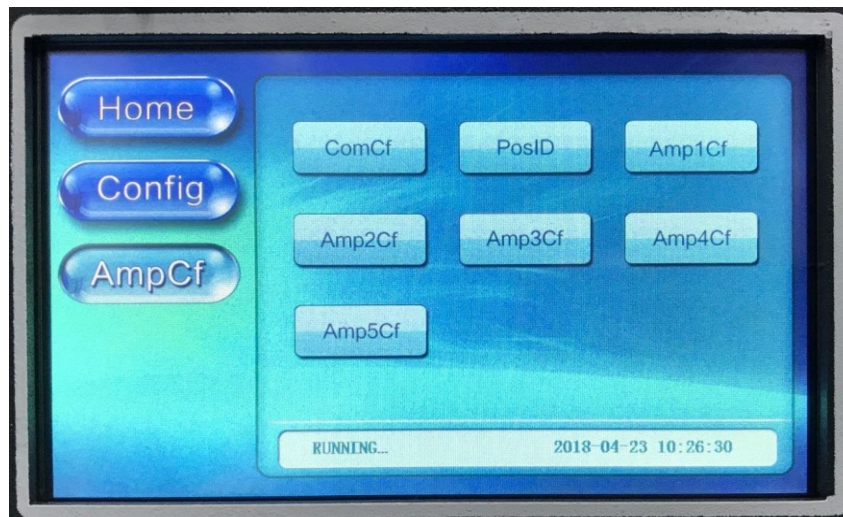 Home
Config
AmpCf
ComCf PosID Amp1Cf
Amp2Cf Amp3Cf Amp4Cf
Amp5Cf
RUNNING... 2018-04-23 10:26:30